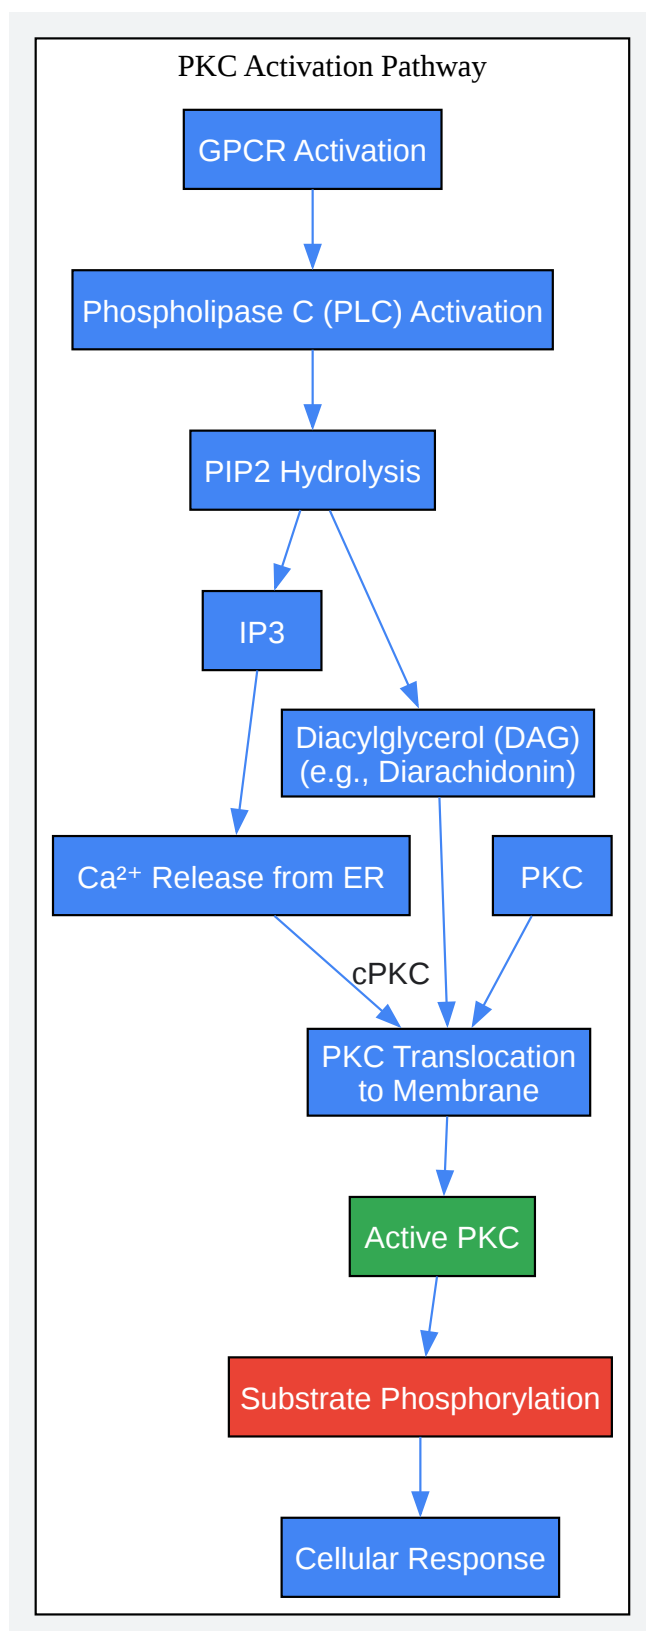 PKC Activation Pathway
GPCR Activation
Phospholipase C (PLC) Activation
PIP2 Hydrolysis
IP3
Diacylglycerol (DAG)
(e.g., Diarachidonin)
Ca²⁺ Release from ER
PKC
cPKC
PKC Translocation
to Membrane
Active PKC
Substrate Phosphorylation
Cellular Response